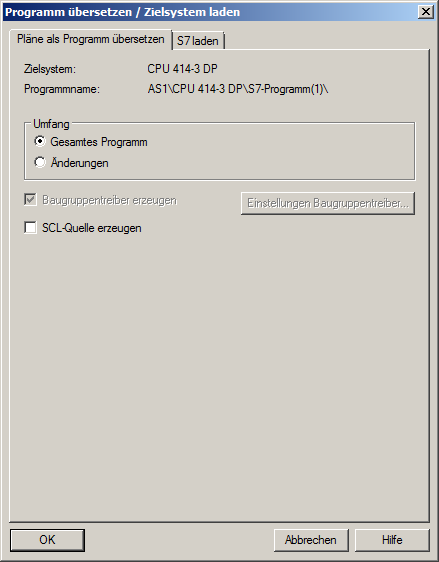 Programm übersetzen / Zielsystem laden
Pläne als Programm übersetzen
S7 laden
Zielsystem:
CPU 414-3 DP
Programmname:
AS1\CPU 414-3 DP\S7-Programm(1)\
Umfang
Gesamtes Programm
Änderungen
Baugruppentreiber erzeugen
Einstellungen Baugruppentreiber...
SCL-Quelle erzeugen
OK
Abbrechen
Hilfe